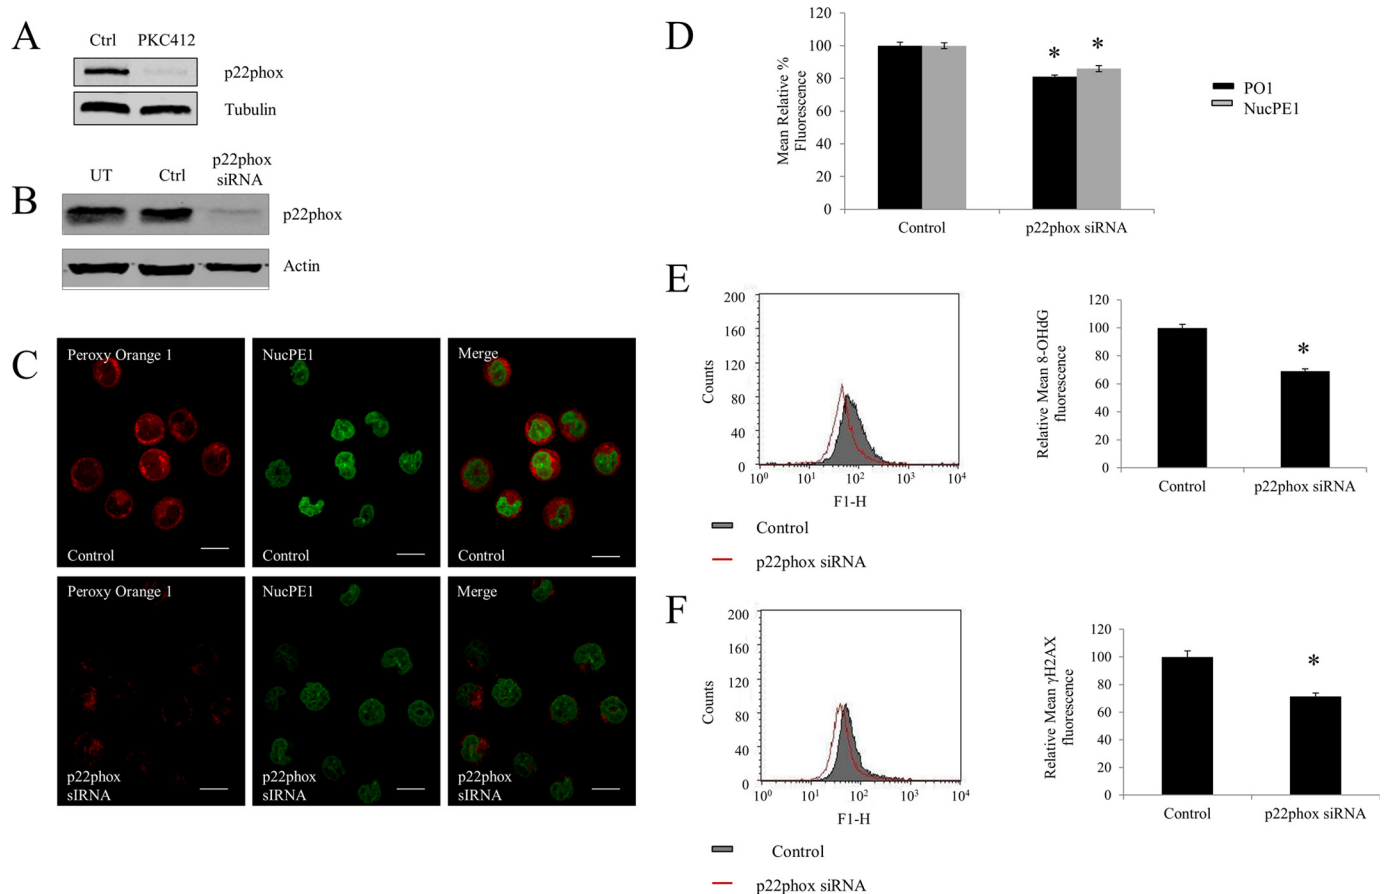 A
Ctrl PKC412
p22phox
Tubulin
B
UT Ctrl p22phox
siRNA
p22phox
Actin
C
Peroxy Orange 1
Control
NucPE1
Control
Merge
Control
Peroxy Orange 1
p22phox
sIRNA
NucPE1
p22phox
sIRNA
Merge
p22phox
sIRNA
D
Mean Relative %
Fluorescence
120
100
80
60
40
20
0
* *
Control p22phox siRNA
PO1
NucPE1
E
Counts
200
160
120
80
40
0
10⁰ 10¹ 10² 10³ 10⁴
F1-H
Control
p22phox siRNA
Relative Mean 8-OHdG
fluorescence
120
100
80
60
40
20
0
*
Control p22phox siRNA
F
Counts
200
160
120
80
40
0
10⁰ 10¹ 10² 10³ 10⁴
F1-H
Control
p22phox siRNA
Relative Mean γH2AX
fluorescence
120
100
80
60
40
20
0
*
Control p22phox siRNA